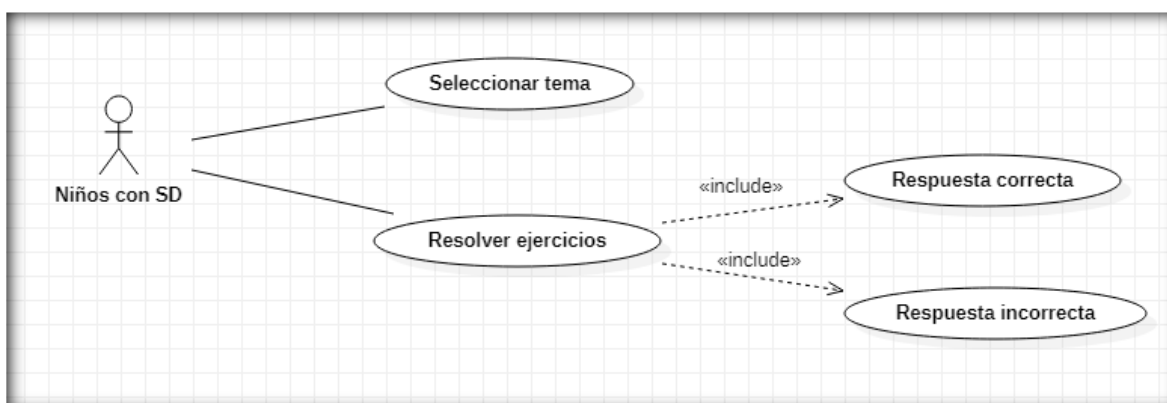 Seleccionar tema
Niños con SD
«include»
Respuesta correcta
Resolver ejercicios
«include»
Respuesta incorrecta